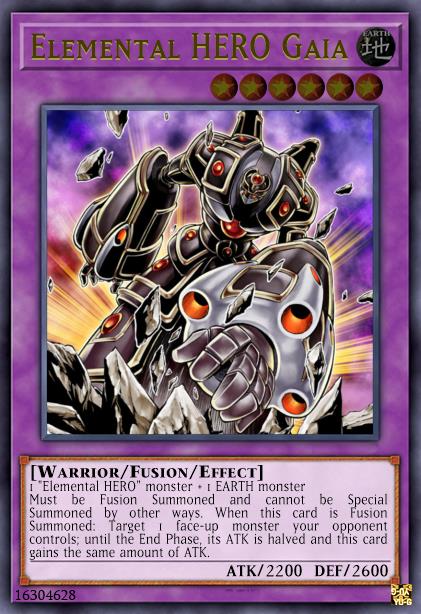 Elemental HERO Gaia
EARTH
地
[Warrior/Fusion/Effect]
1 "Elemental HERO" monster + 1 EARTH monster
Must be Fusion Summoned and cannot be Special
Summoned by other ways. When this card is Fusion
Summoned: Target 1 face-up monster your opponent
controls; until the End Phase, its ATK is halved and this card
gains the same amount of ATK.
ATK/2200 DEF/2600
16304628